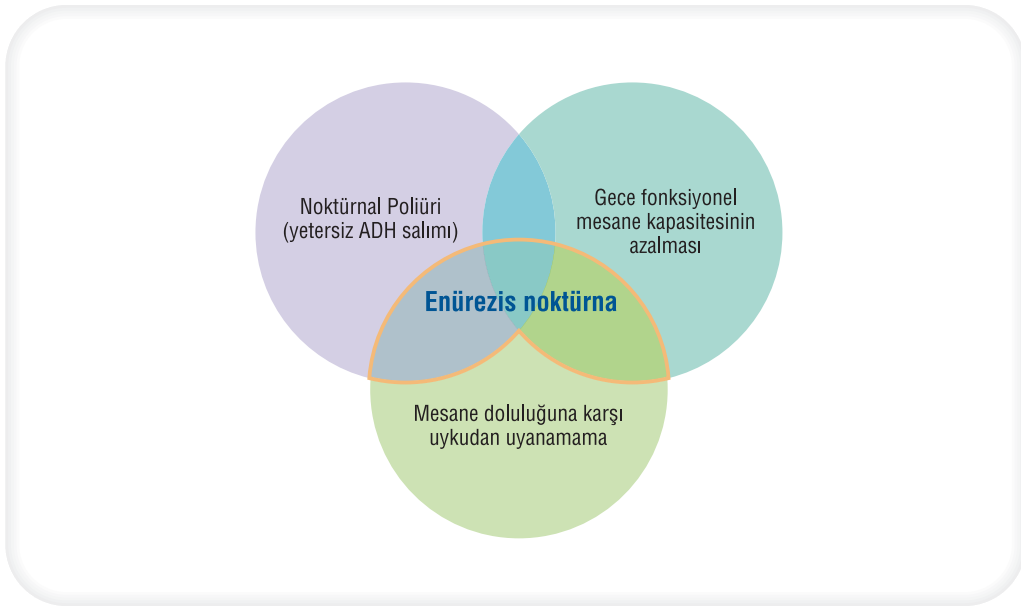 Noktürnal Poliüri
(yetersiz ADH salımı)
Gece fonksiyonel
mesane kapasitesinin
azalması
Enürezis noktürna
Mesane doluluğuna karşı
uykudan uyanamama